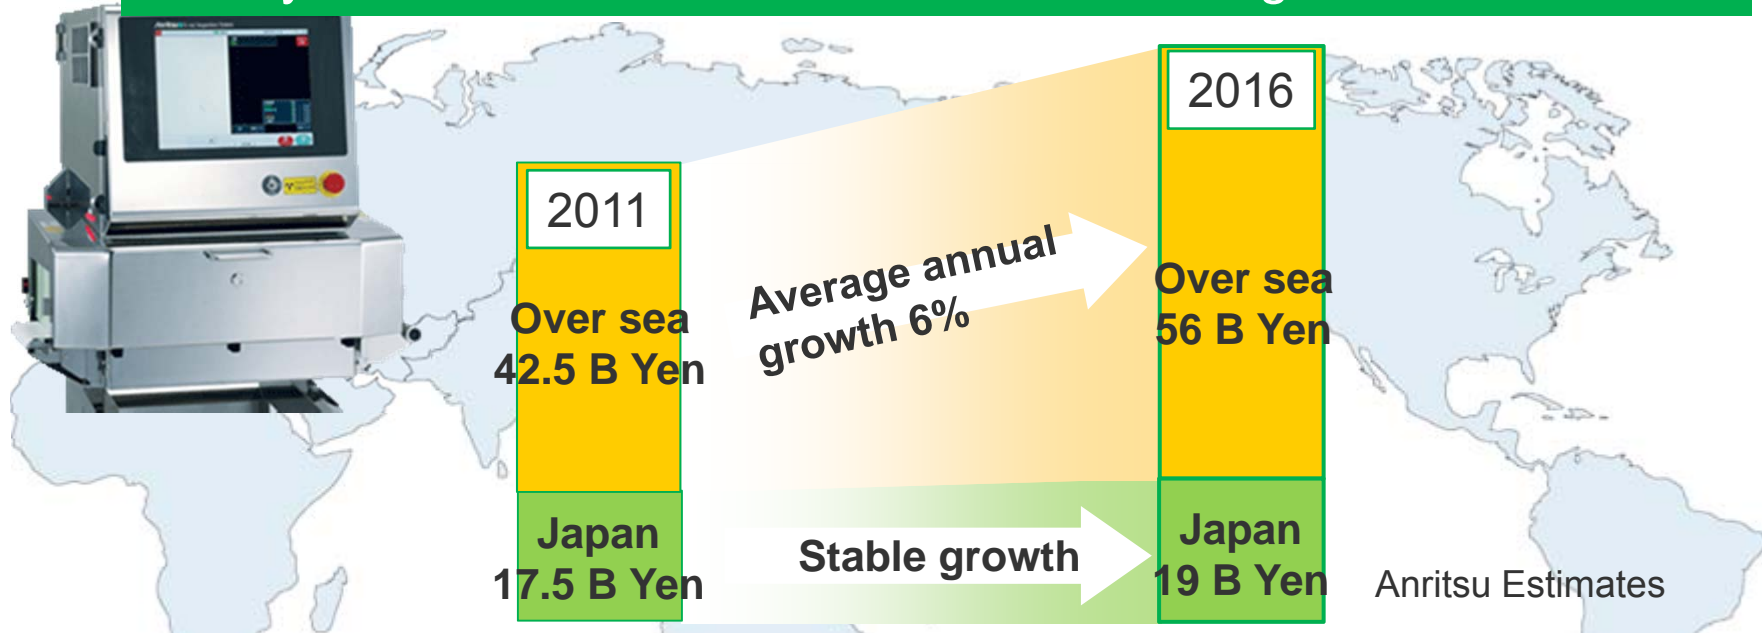 2011
Over sea
42.5 B Yen
Japan
17.5 B Yen
Average annual
growth 6%
Stable growth
2016
Over sea
56 B Yen
Japan
19 B Yen
Anritsu Estimates